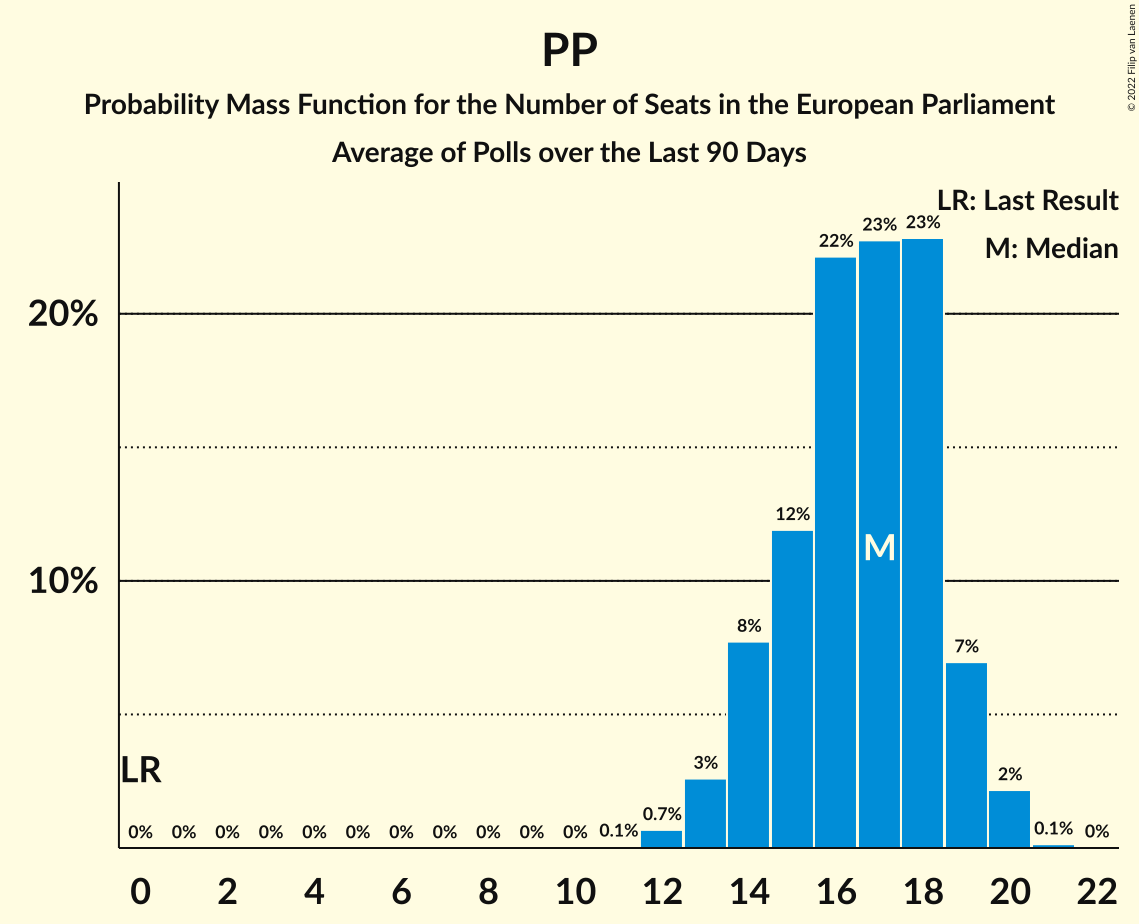 PP
Probability Mass Function for the Number of Seats in the European Parliament
Average of Polls over the Last 90 Days
© 2022 Filip van Laenen
LR: Last Result
M: Median
20%
10%
LR
M
0% 0% 0% 0% 0% 0% 0% 0% 0% 0% 0% 0.1% 0.7% 3% 8% 12% 22% 23% 23% 7% 2% 0.1% 0%
0 2 4 6 8 10 12 14 16 18 20 22